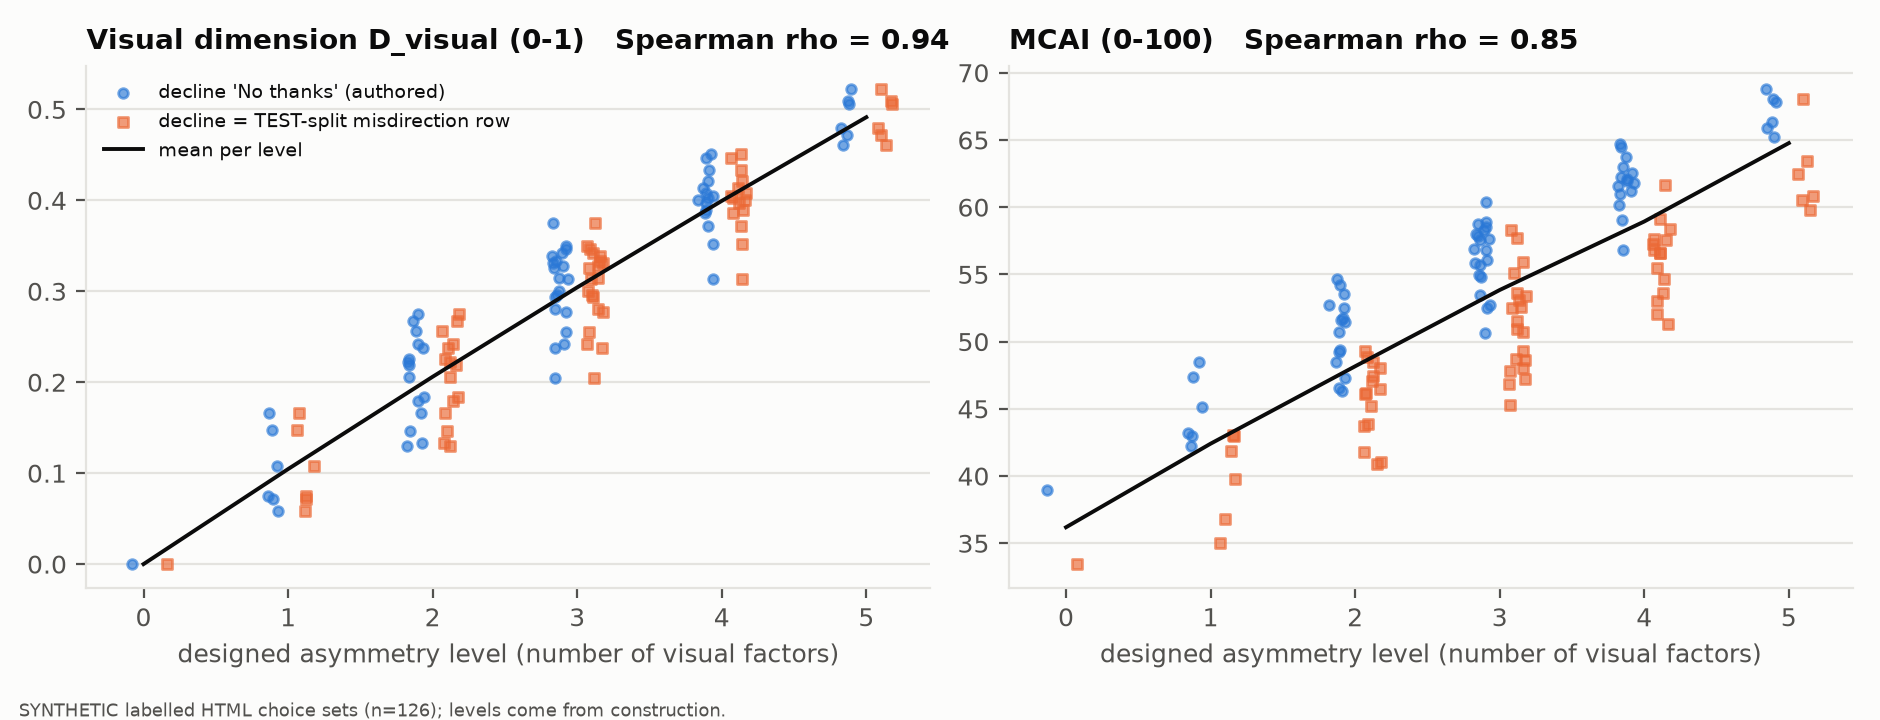 Visual dimension D_visual (0-1)   Spearman rho = 0.94
decline 'No thanks' (authored)
decline = TEST-split misdirection row
mean per level
0.5
0.4
0.3
0.2
0.1
0.0
0 1 2 3 4 5
designed asymmetry level (number of visual factors)
MCAI (0-100)   Spearman rho = 0.85
70
65
60
55
50
45
40
35
0 1 2 3 4 5
designed asymmetry level (number of visual factors)
SYNTHETIC labelled HTML choice sets (n=126); levels come from construction.